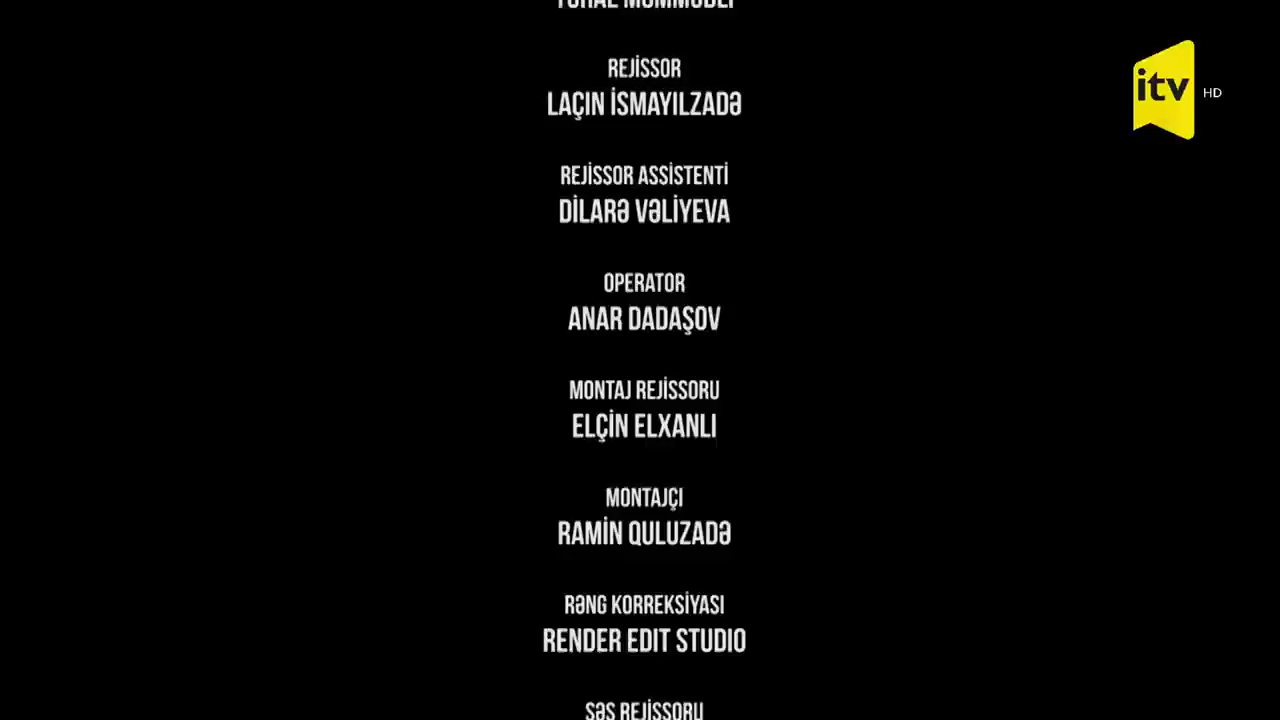 REJİSSOR
LAÇIN İSMAYILZADƏ
itv HD
REJİSSOR ASSİSTENTİ
DİLARƏ VƏLİYEVA
OPERATOR
ANAR DADAŞOV
MONTAJ REJİSSORU
ELÇİN ELXANLI
MONTAJÇI
RAMİN QULUZADƏ
RƏNG KORREKSİYASI
RENDER EDIT STUDIO
SƏS REJİSSORU